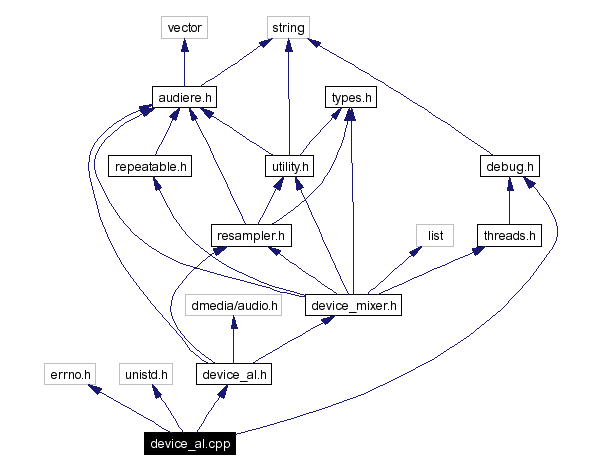 vector
string
audiere.h
types.h
repeatable.h
utility.h
debug.h
resampler.h
list
threads.h
dmedia/audio.h
device_mixer.h
errno.h
unistd.h
device_al.h
device_al.cpp